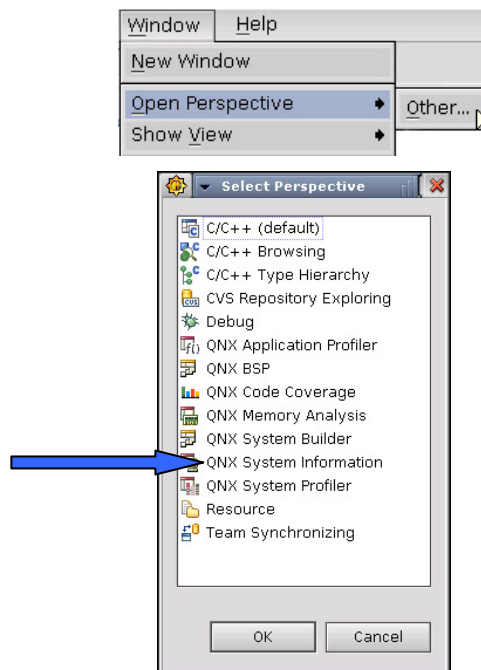 Window Help
New Window
Open Perspective Other...
Show View
Select Perspective
C/C++ (default)
C/C++ Browsing
C/C++ Type Hierarchy
CVS Repository Exploring
Debug
QNX Application Profiler
QNX BSP
QNX Code Coverage
QNX Memory Analysis
QNX System Builder
QNX System Information
QNX System Profiler
Resource
Team Synchronizing
OK Cancel